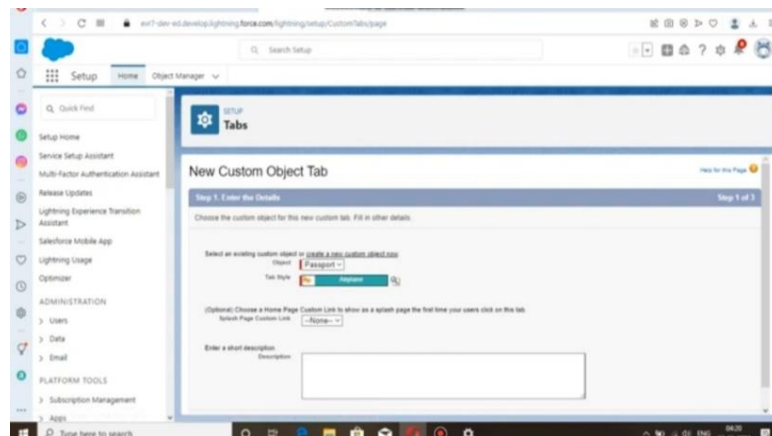 Search Setup
Setup
Home
Object Manager
Quick Find
Setup Home
Service Setup Assistant
Multi-Factor Authentication Assistant
Release Updates
Lightning Experience Transition
Assistant
Salesforce Mobile App
Lightning Usage
Optimizer
ADMINISTRATION
> Users
> Data
> Email
PLATFORM TOOLS
> Subscription Management
> Apps
SETUP
Tabs
New Custom Object Tab
Help for this Page
Step 1. Enter the Details
Step 1 of 3
Choose the custom object for this new custom tab. Fill in other details.
Select an existing custom object or create a new custom object now.
Object
Passport
Tab Style
Airplane
(Optional) Choose a Home Page Custom Link to show as a splash page the first time your users click on this tab.
Splash Page Custom Link
--None--
Enter a short description.
Description
Type here to search
ENG
04:20